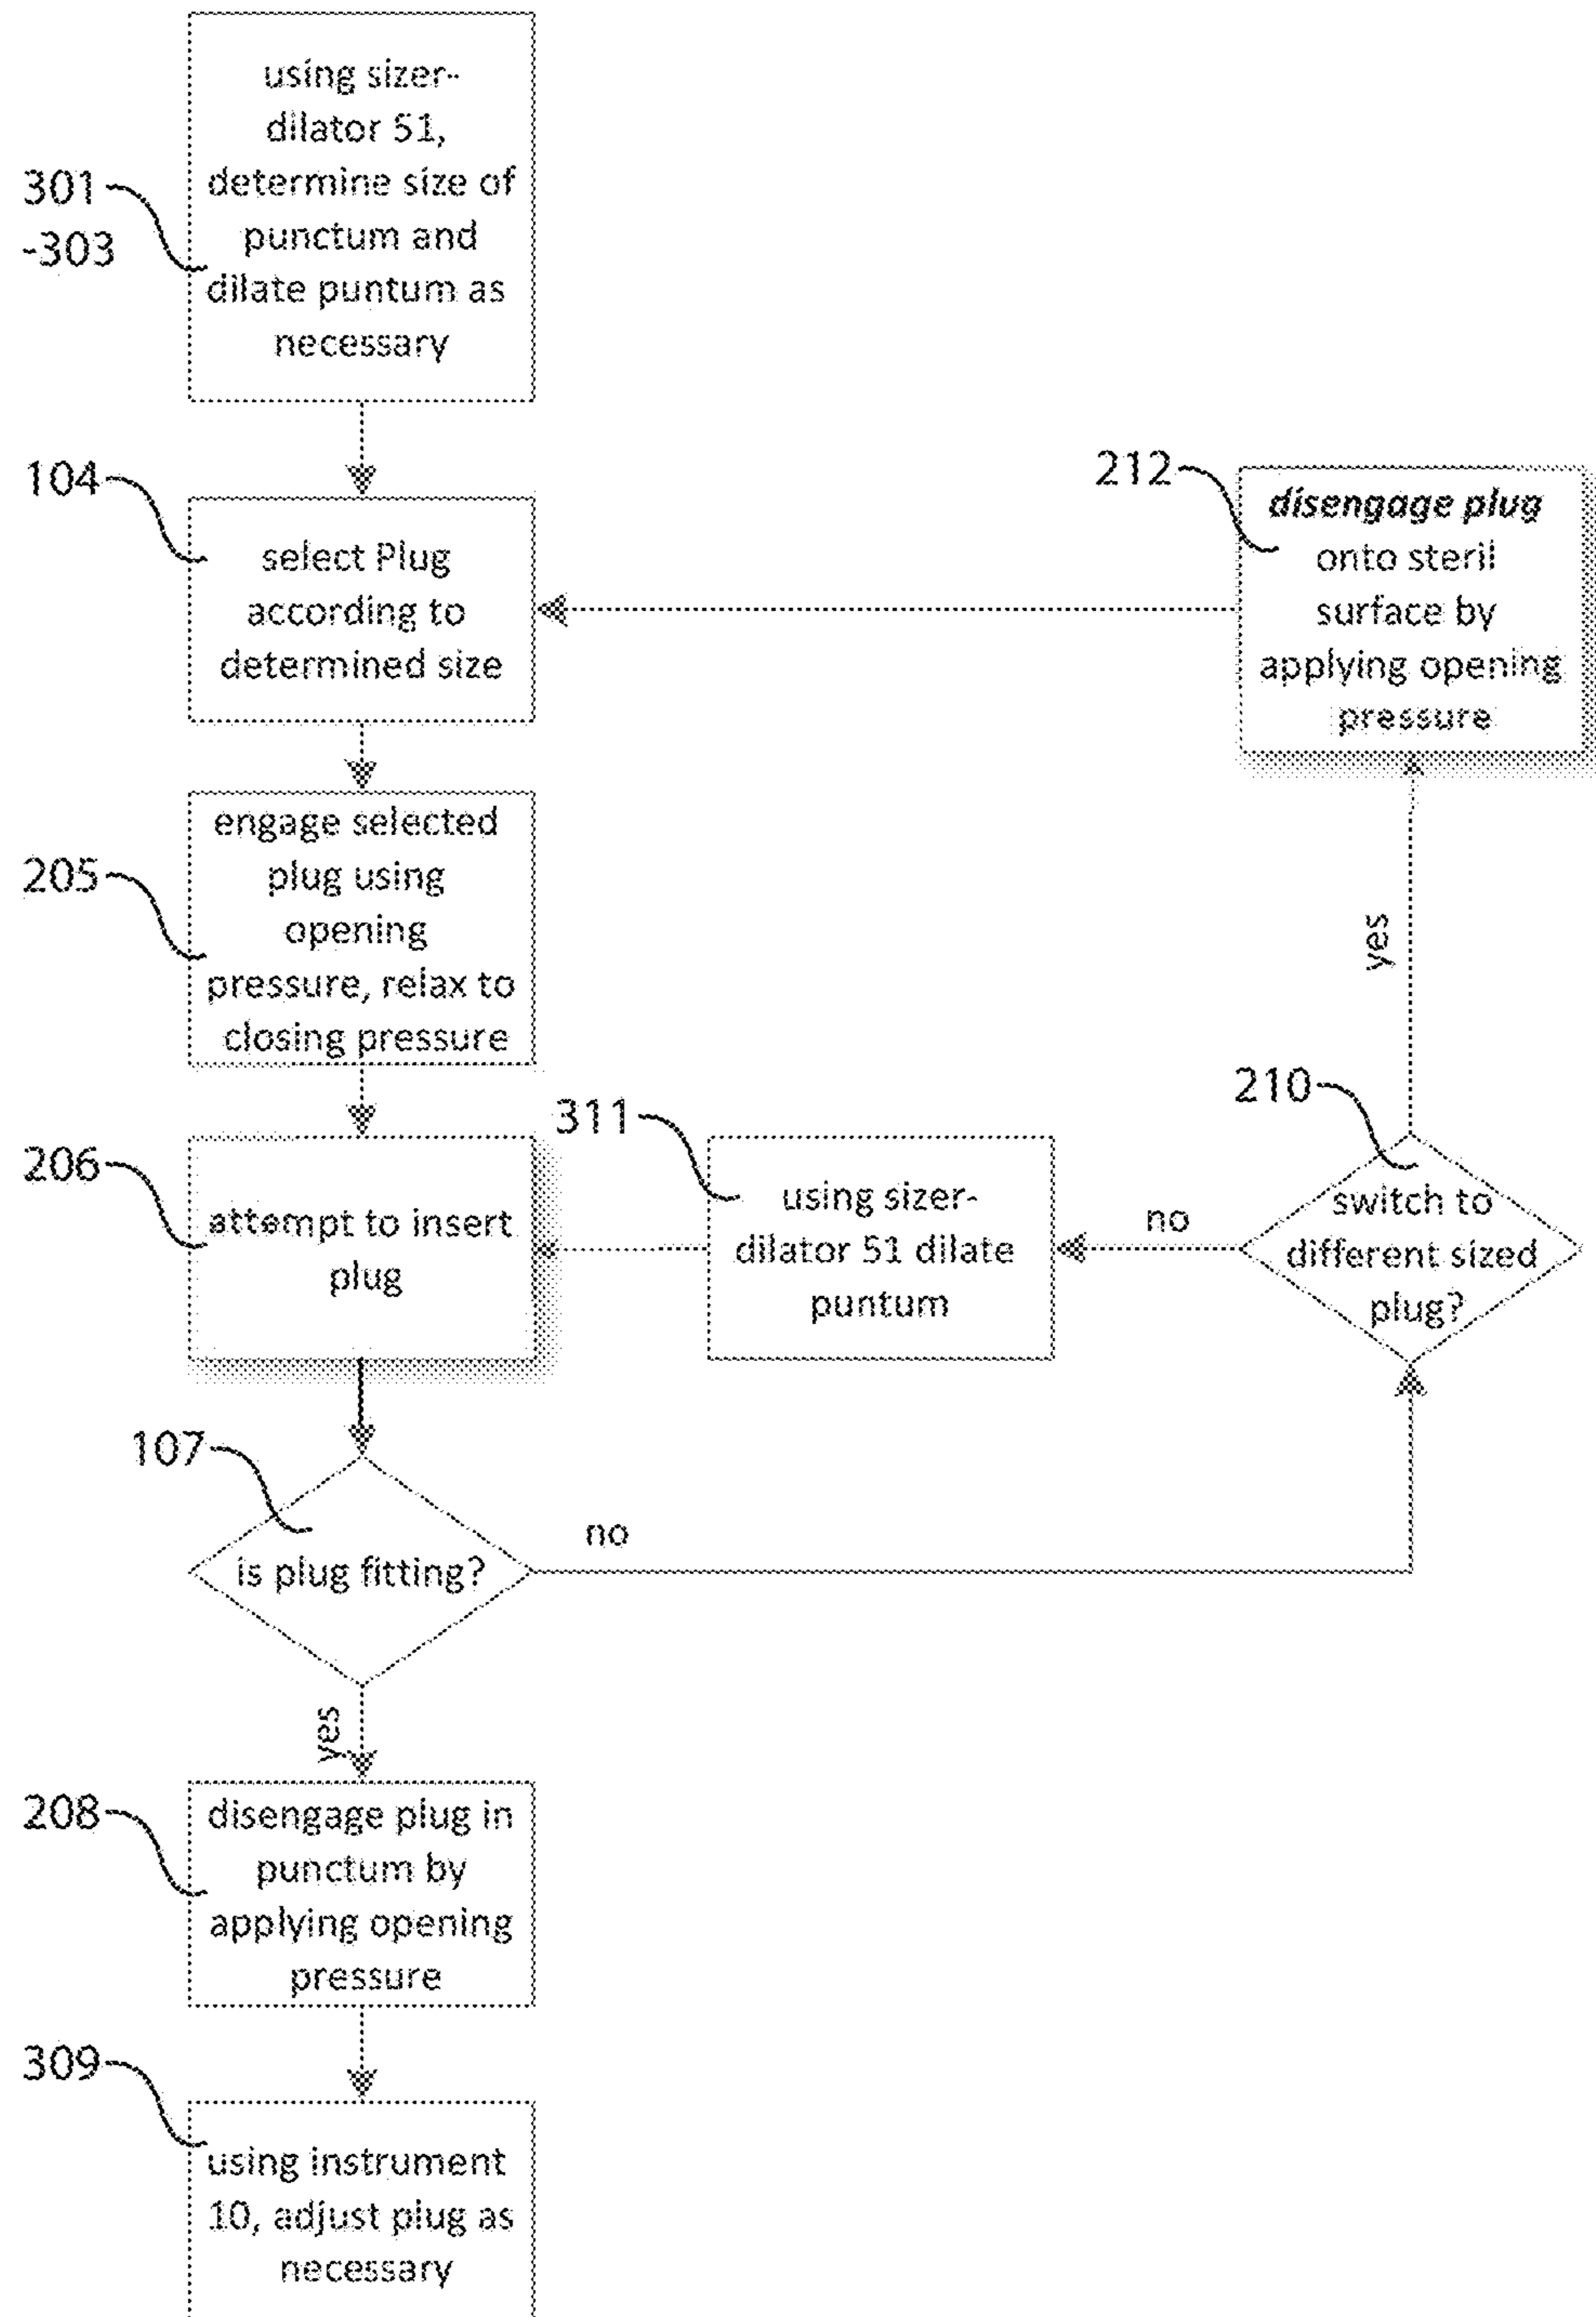 using sizer-
dilator 51,
determine size of
punctum and
dilate puntum as
necessary
301
-303
104
select Plug
according to
determined size
212
disengage plug
onto steril
surface by
applying opening
pressure
205
engage selected
plug using
opening
pressure, relax to
closing pressure
yes
206
attempt to insert
plug
311
using sizer-
dilator 51 dilate
puntum
no
210
switch to
different sized
plug?
107
is plug fitting?
no
yes
208
disengage plug in
punctum by
applying opening
pressure
309
using instrument
10, adjust plug as
necessary